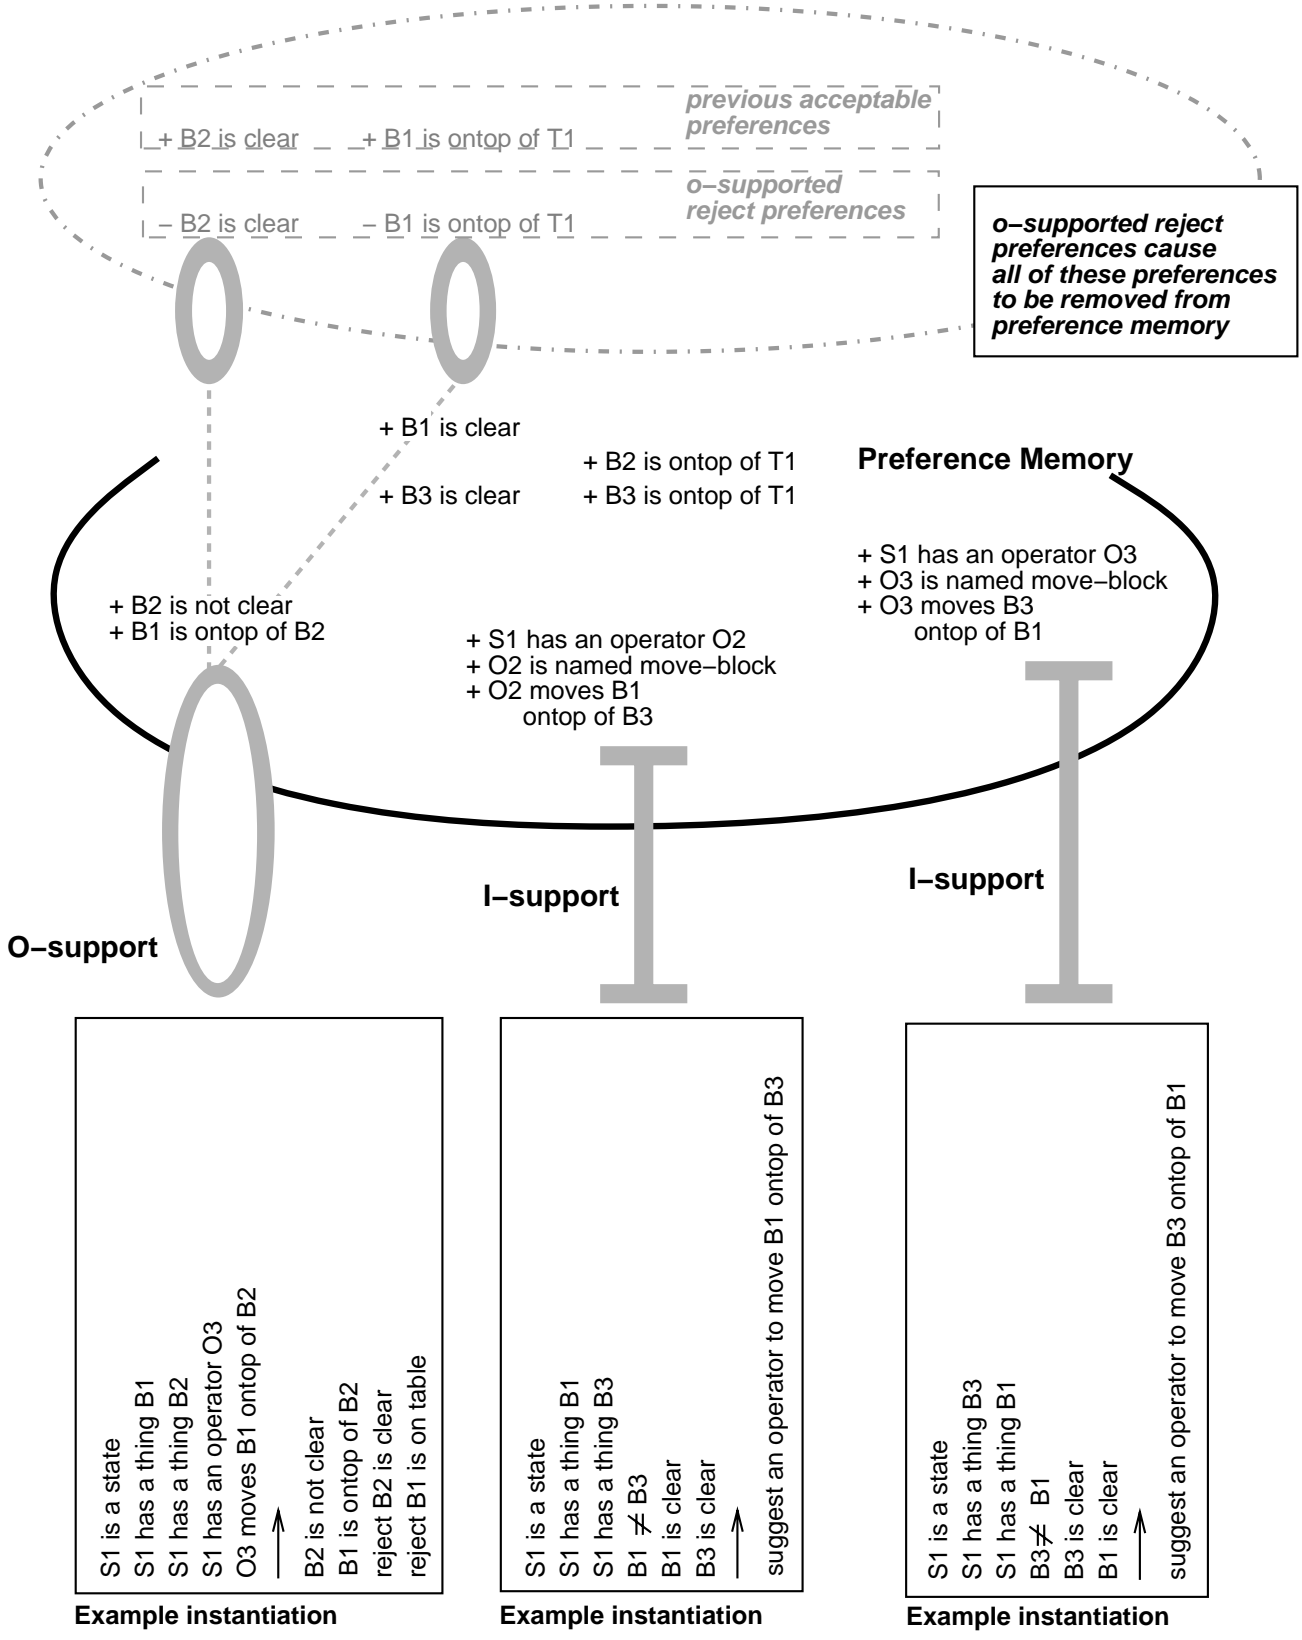 previous acceptable
preferences
+ B2 is clear
+ B1 is ontop of T1
o–supported
reject preferences
– B2 is clear
– B1 is ontop of T1
o–supported reject
preferences cause
all of these preferences
to be removed from
preference memory
+ B1 is clear
+ B2 is ontop of T1
Preference Memory
+ B3 is clear
+ B3 is ontop of T1
+ S1 has an operator O3
+ O3 is named move–block
+ O3 moves B3
ontop of B1
+ B2 is not clear
+ B1 is ontop of B2
+ S1 has an operator O2
+ O2 is named move–block
+ O2 moves B1
ontop of B3
I–support
I–support
O–support
S1 is a state
S1 has a thing B1
S1 has a thing B2
S1 has an operator O3
O3 moves B1 ontop of B2
B2 is not clear
B1 is ontop of B2
reject B2 is clear
reject B1 is on table
Example instantiation
S1 is a state
S1 has a thing B1
S1 has a thing B3
B1 ≠ B3
B1 is clear
B3 is clear
suggest an operator to move B1 ontop of B3
Example instantiation
S1 is a state
S1 has a thing B3
S1 has a thing B1
B3 ≠ B1
B3 is clear
B1 is clear
suggest an operator to move B3 ontop of B1
Example instantiation